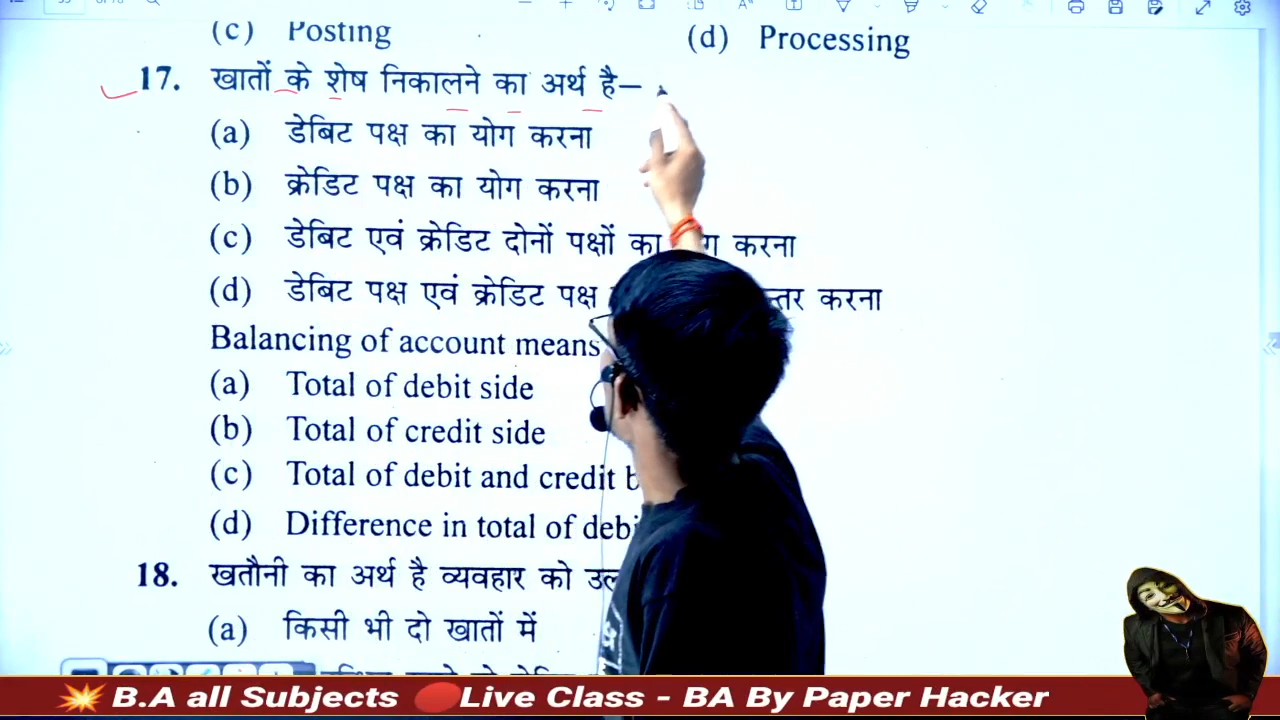 (c) Posting (d) Processing
17. खातों के शेष निकालने का अर्थ है–
(a) डेबिट पक्ष का योग करना
(b) क्रेडिट पक्ष का योग करना
(c) डेबिट एवं क्रेडिट दोनों पक्षों का करना
(d) डेबिट पक्ष एवं क्रेडिट पक्ष करना
Balancing of account means
(a) Total of debit side
(b) Total of credit side
(c) Total of debit and credit
(d) Difference in total of
18. खतौनी का अर्थ है व्यवहार को
(a) किसी भी दो खातों में
💥 B.A all Subjects 🔴Live Class - BA By Paper Hacker